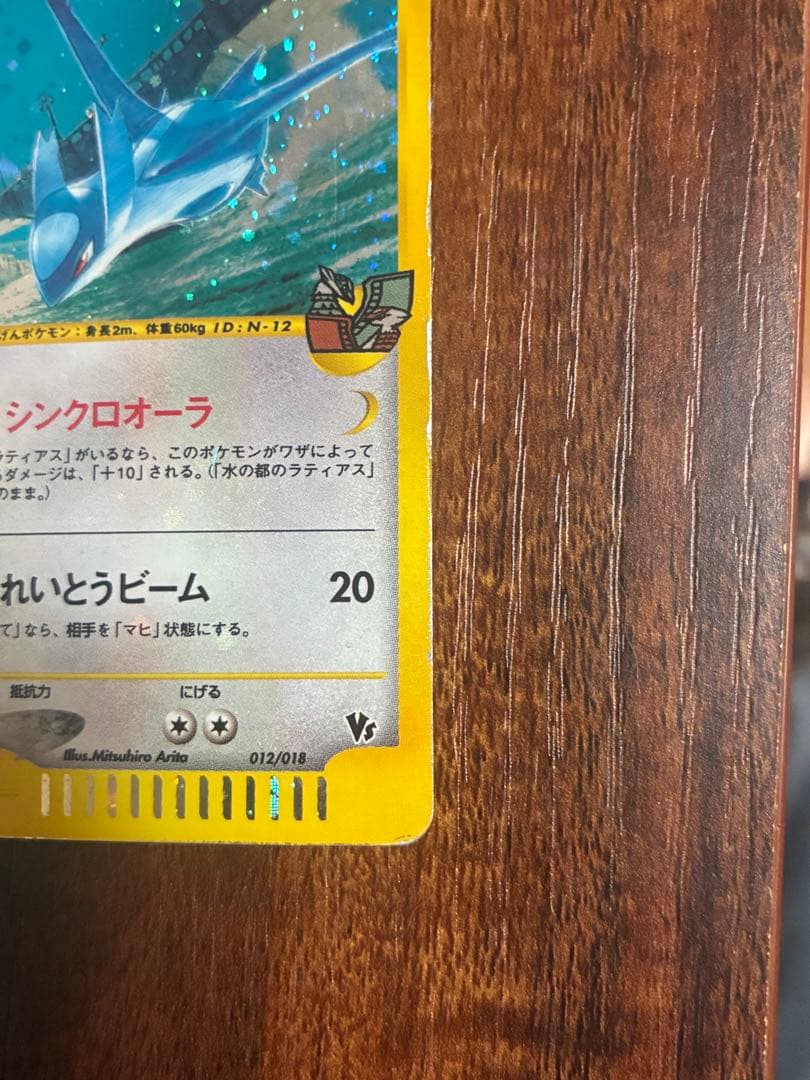 げんポケモン：身長2m、体重60kg ID：N-12
シンクロオーラ
ラティアス」がいるなら、このポケモンがワザによって
るダメージは、「＋10」される。（「水の都のラティアス」
のまま。）
れいとうビーム 20
て」なら、相手を「マヒ」状態にする。
抵抗力 にげる
Vs
Illus.Mitsuhiro Arita 012/018